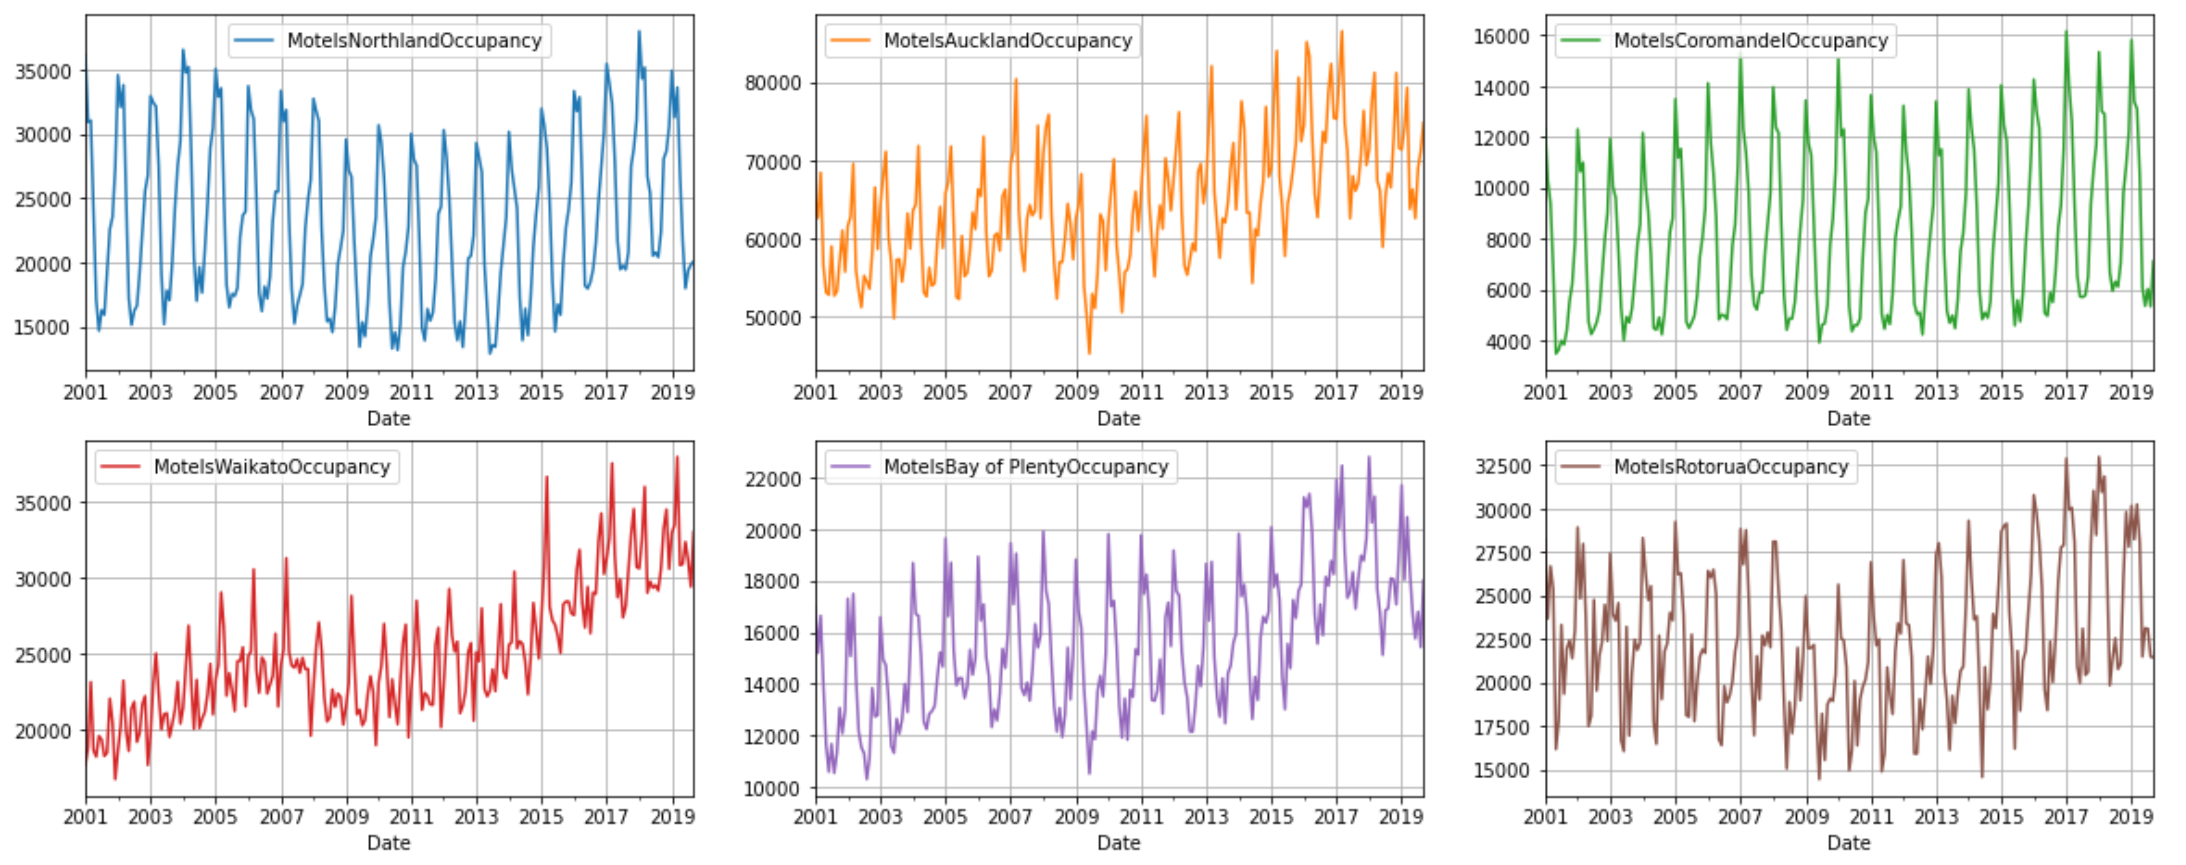 MotelsNorthlandOccupancy
35000
30000
25000
20000
15000
2001 2003 2005 2007 2009 2011 2013 2015 2017 2019
Date
MotelsAucklandOccupancy
80000
70000
60000
50000
2001 2003 2005 2007 2009 2011 2013 2015 2017 2019
Date
MotelsCoromandelOccupancy
16000
14000
12000
10000
8000
6000
4000
2001 2003 2005 2007 2009 2011 2013 2015 2017 2019
Date
MotelsWaikatoOccupancy
35000
30000
25000
20000
2001 2003 2005 2007 2009 2011 2013 2015 2017 2019
Date
MotelsBay of PlentyOccupancy
22000
20000
18000
16000
14000
12000
10000
2001 2003 2005 2007 2009 2011 2013 2015 2017 2019
Date
MotelsRotoruaOccupancy
32500
30000
27500
25000
22500
20000
17500
15000
2001 2003 2005 2007 2009 2011 2013 2015 2017 2019
Date